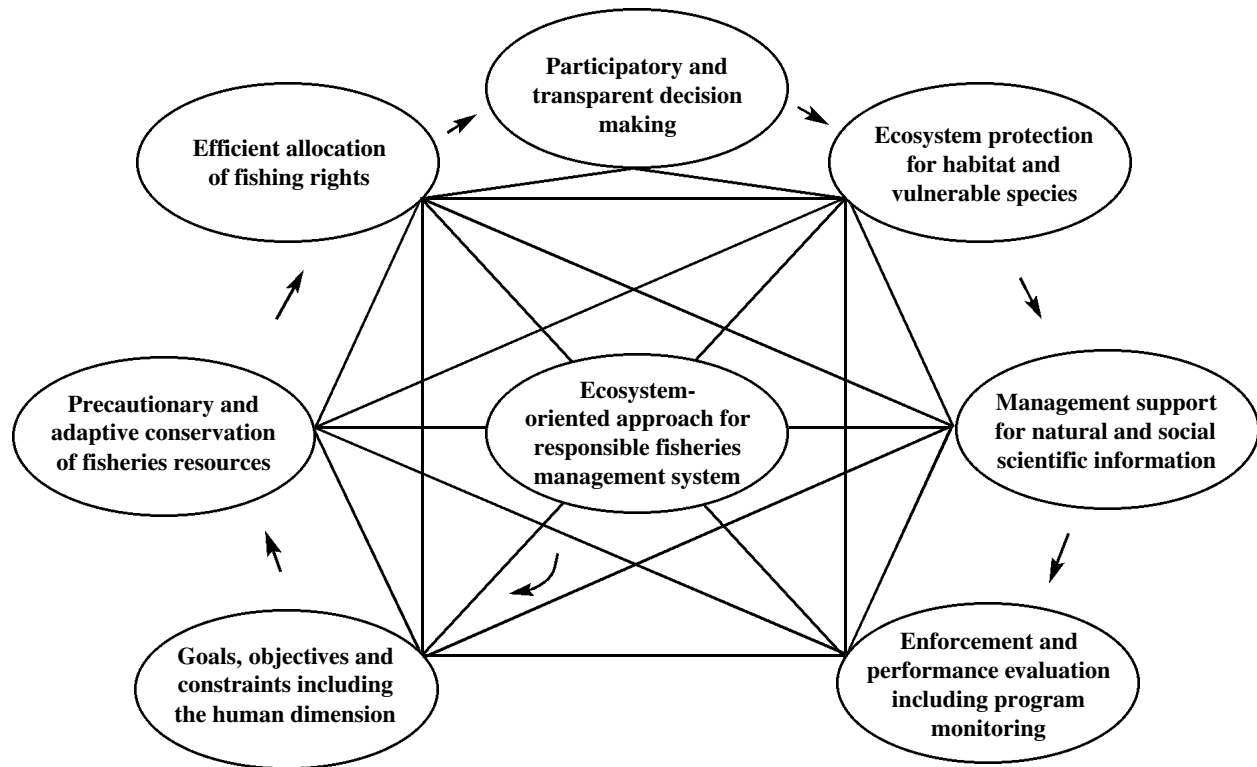 Participatory and
transparent decision
making
Efficient allocation
of fishing rights
Ecosystem protection
for habitat and
vulnerable species
Precautionary and
adaptive conservation
of fisheries resources
Ecosystem-
oriented approach for
responsible fisheries
management system
Management support
for natural and social
scientific information
Goals, objectives and
constraints including
the human dimension
Enforcement and
performance evaluation
including program
monitoring